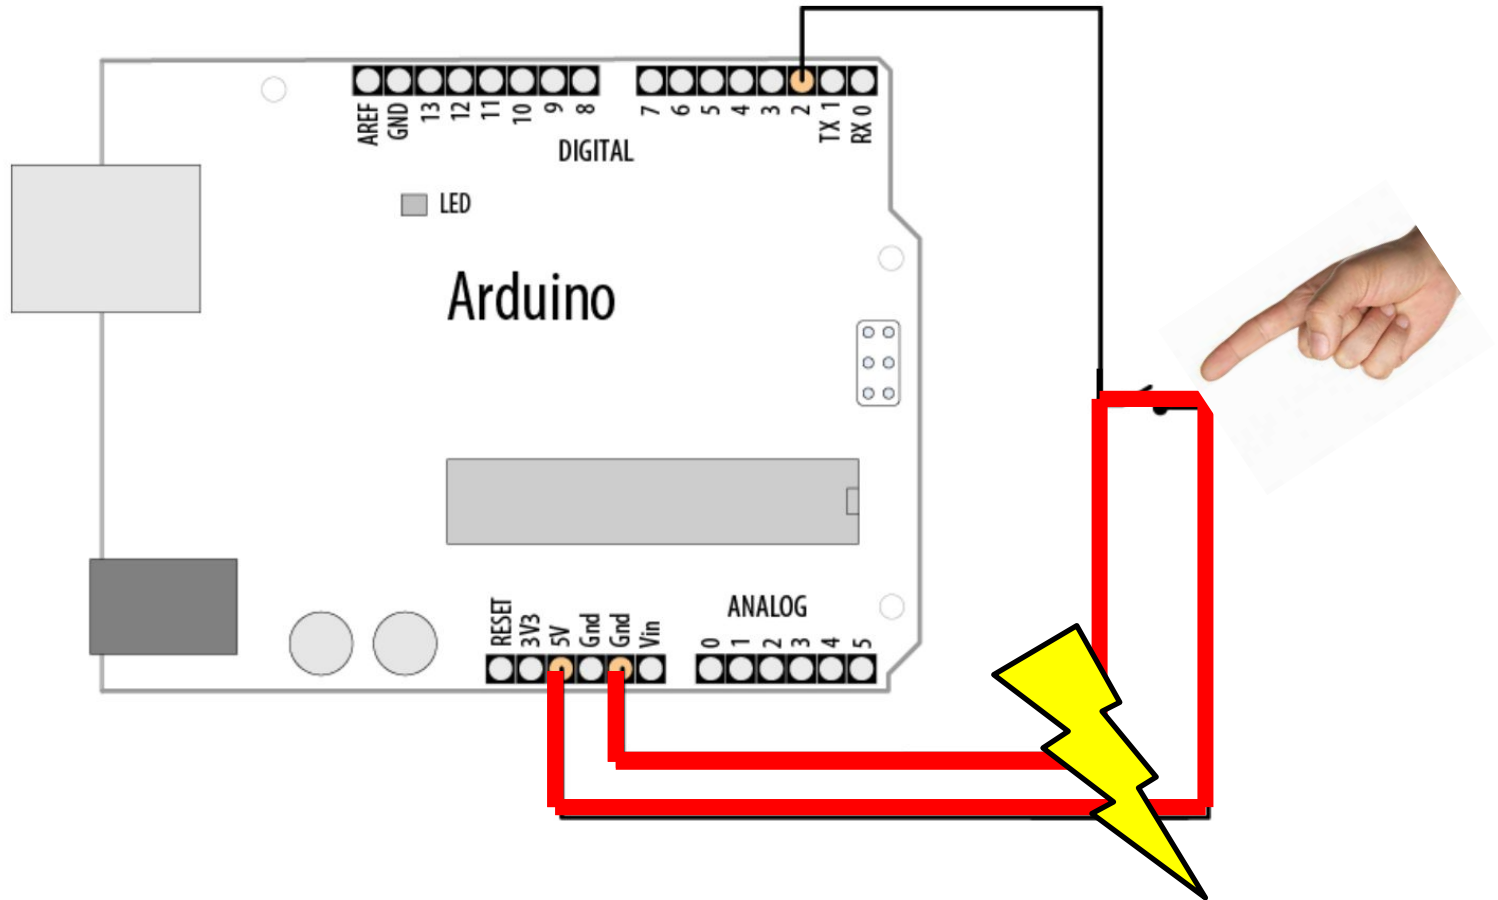 AREF GND 13 12 11 10 9 8 7 6 5 4 3 2 TX 1 RX 0
DIGITAL
LED
Arduino
ANALOG
RESET 3V3 5V Gnd Gnd Vin 0 1 2 3 4 5